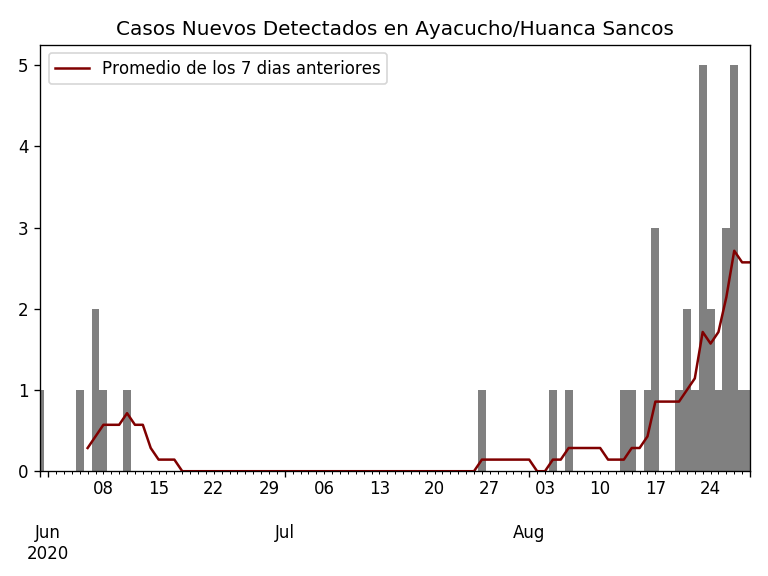 Casos Nuevos Detectados en Ayacucho/Huanca Sancos
Promedio de los 7 dias anteriores
5
4
3
2
1
0
08 15 22 29 06 13 20 27 03 10 17 24
Jun Jul Aug
2020